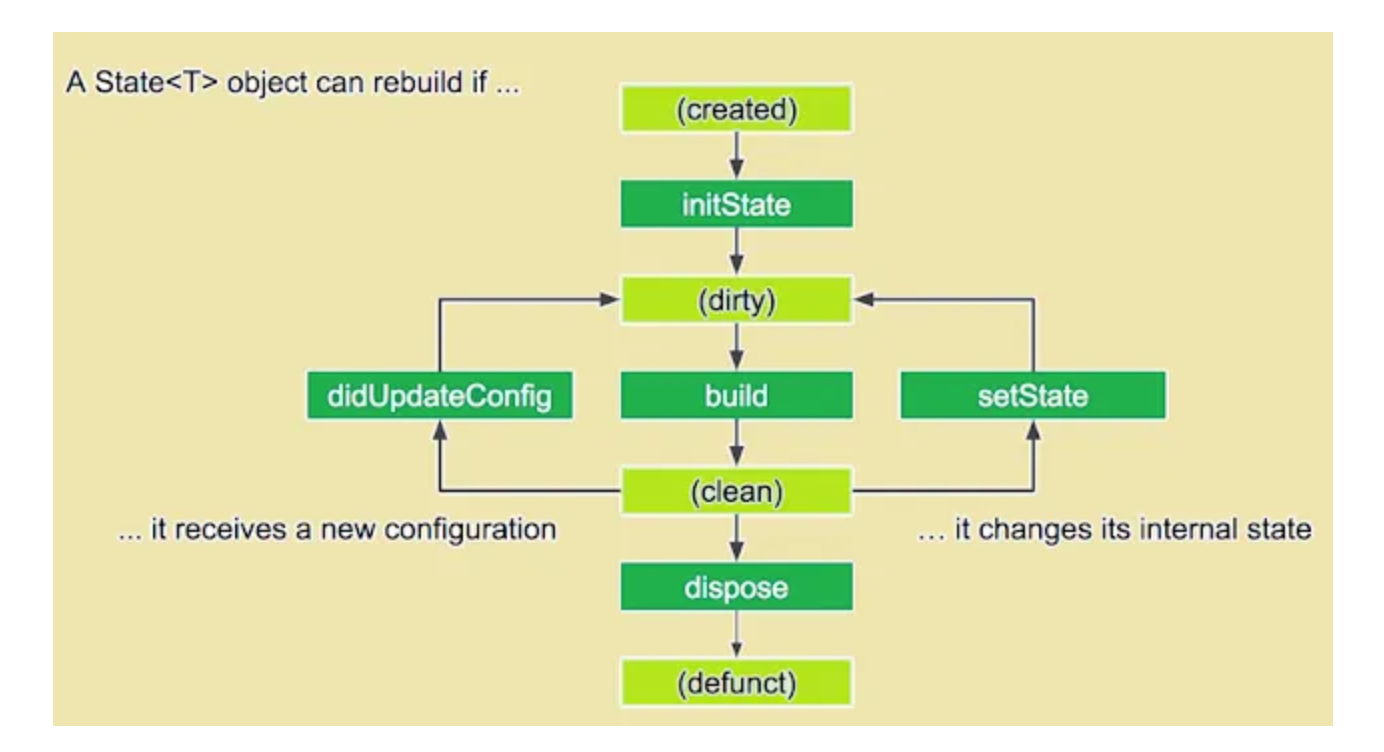 A State<T> object can rebuild if ...
(created)
initState
(dirty)
didUpdateConfig
build
setState
(clean)
... it receives a new configuration
… it changes its internal state
dispose
(defunct)